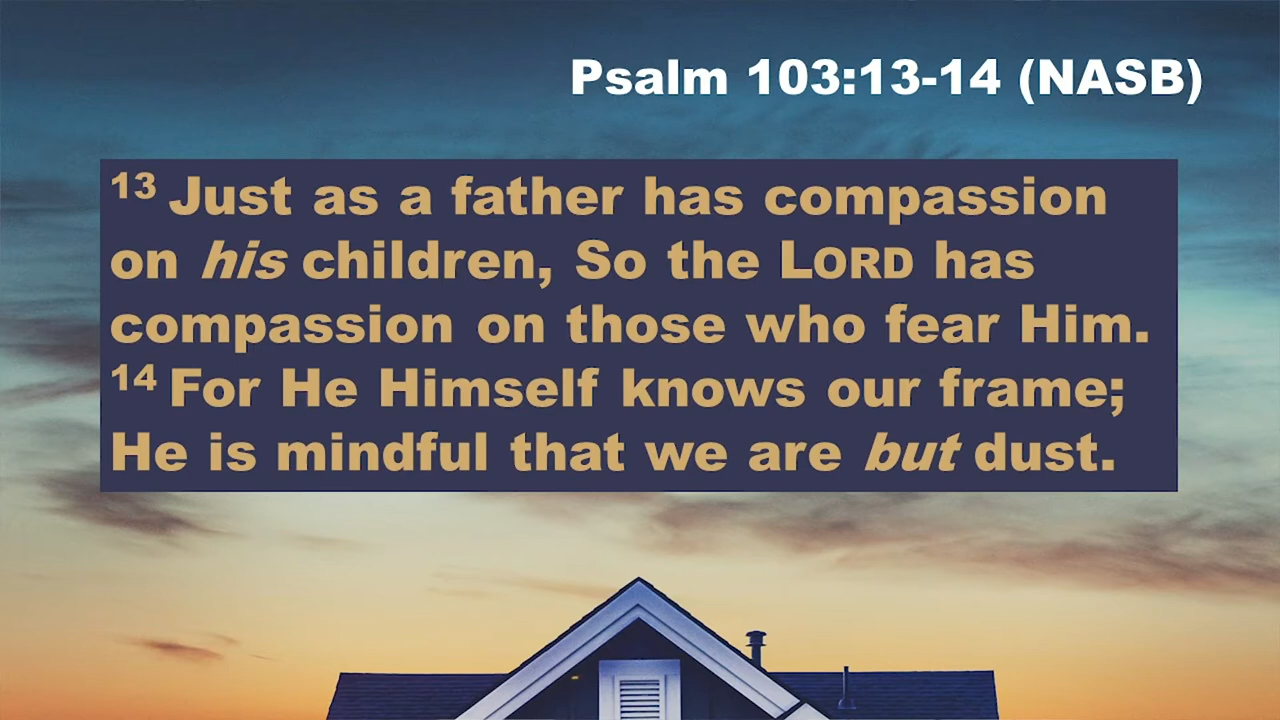 Psalm 103:13-14 (NASB)
13 Just as a father has compassion
on his children, So the LORD has
compassion on those who fear Him.
14 For He Himself knows our frame;
He is mindful that we are but dust.